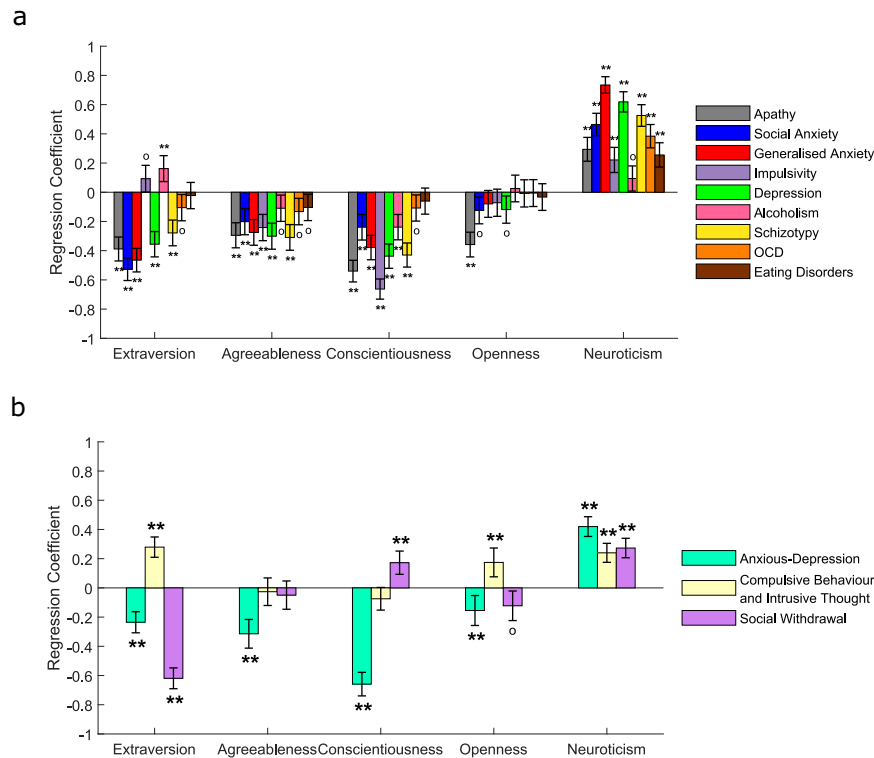 a
1
0.8
0.6
0.4
0.2
0
-0.2
-0.4
-0.6
-0.8
-1
Regression Coefficient
** ** ** o ** ** ** o
** ** ** ** ** o ** o o
** ** ** ** ** ** ** o
** o o
** ** ** ** ** o ** ** **
Extraversion Agreeableness Conscientiousness Openness Neuroticism
Apathy
Social Anxiety
Generalised Anxiety
Impulsivity
Depression
Alcoholism
Schizotypy
OCD
Eating Disorders
b
1
0.8
0.6
0.4
0.2
0
-0.2
-0.4
-0.6
-0.8
-1
Regression Coefficient
** ** **
**
** **
** ** o
** ** **
Extraversion Agreeableness Conscientiousness Openness Neuroticism
Anxious-Depression
Compulsive Behaviour
and Intrusive Thought
Social Withdrawal